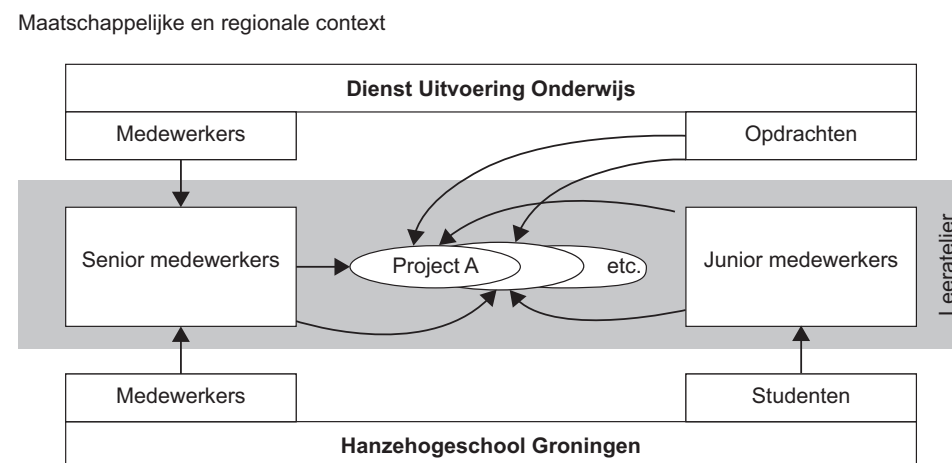 Maatschappelijke en regionale context
Dienst Uitvoering Onderwijs
Medewerkers
Opdrachten
Senior medewerkers
Project A
etc.
Junior medewerkers
Leeratelier
Medewerkers
Studenten
Hanzehogeschool Groningen